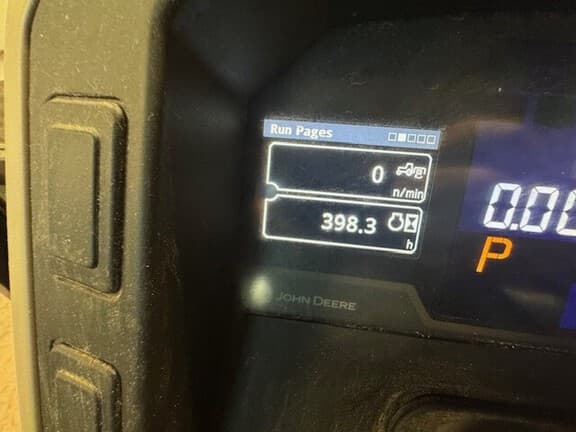 Run Pages
0
n/min
398.3
h
0.00
P
JOHN DEERE